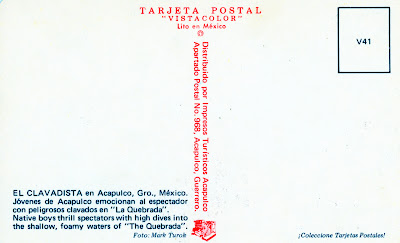 TARJETA POSTAL
"VISTACOLOR"
Lito en México
V41
Distribuido por Impresos Turísticos Acapulco
Apartado Postal No. 968, Acapulco, Guerrero.
EL CLAVADISTA en Acapulco, Gro., México.
Jóvenes de Acapulco emocionan al espectador
con peligrosos clavados en "La Quebrada".
Native boys thrill spectators with high dives into
the shallow, foamy waters of "The Quebrada".
Foto: Mark Turok
¡Coleccione Tarjetas Postales!